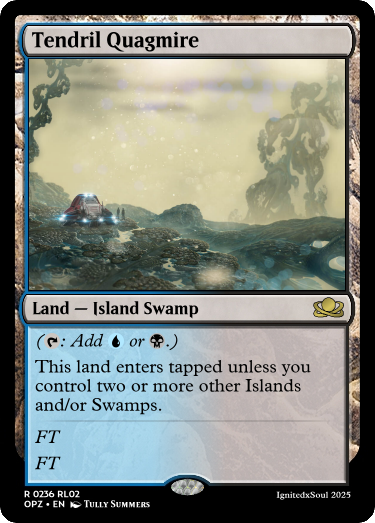 Tendril Quagmire
Land — Island Swamp
(: Add or .)
This land enters tapped unless you
control two or more other Islands
and/or Swamps.
FT
FT
R 0236 RL02
OPZ • EN Tully Summers
IgnitedxSoul 2025